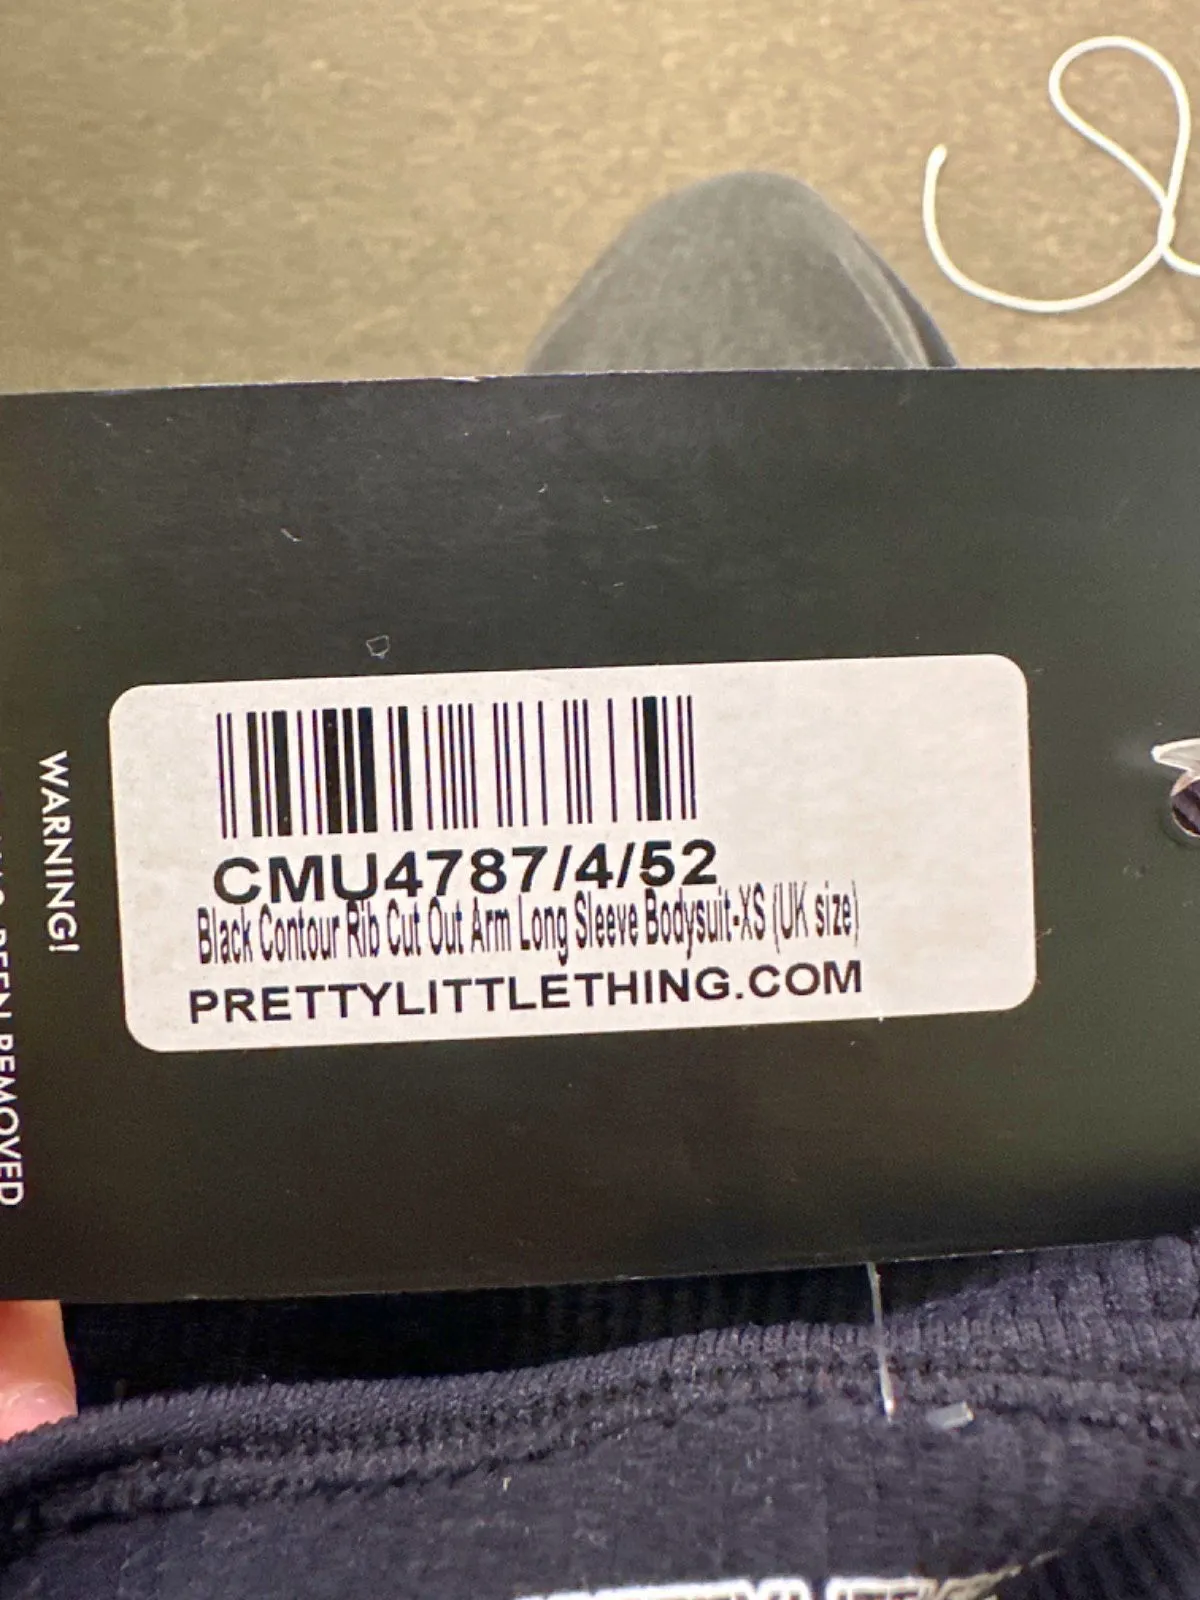 CMU4787/4/52
Black Contour Rib Cut Out Arm Long Sleeve Bodysuit-XS (UK size)
PRETTYLITTLETHING.COM
WARNING!
BEEN REMOVED